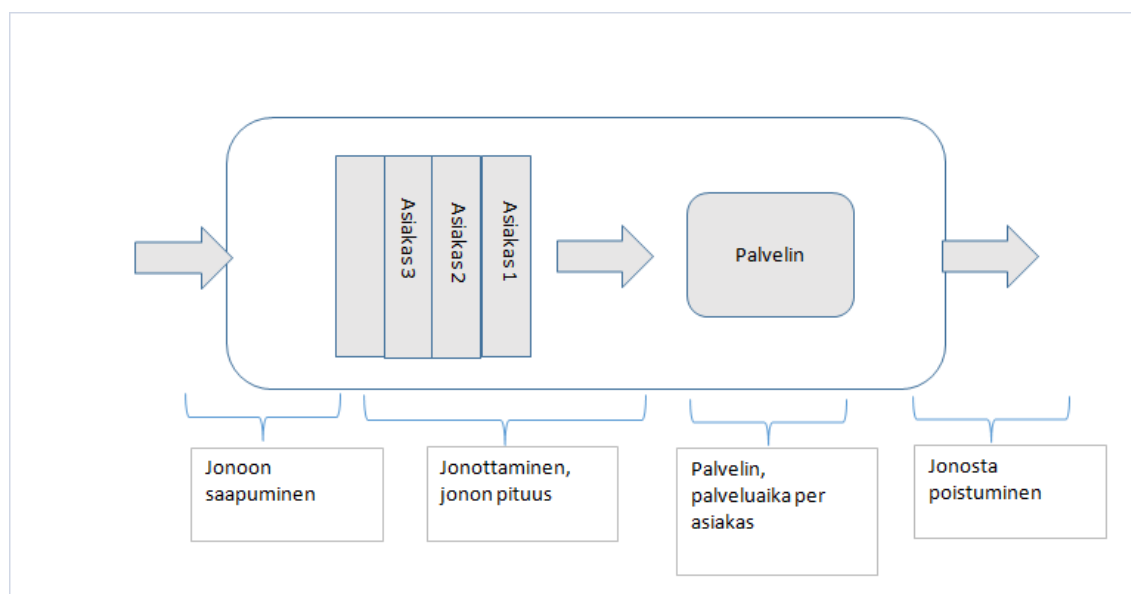 Asiakas 3
Asiakas 2
Asiakas 1
Palvelin
Jonoon
saapuminen
Jonottaminen,
jonon pituus
Palvelin,
palveluaika per
asiakas
Jonosta
poistuminen